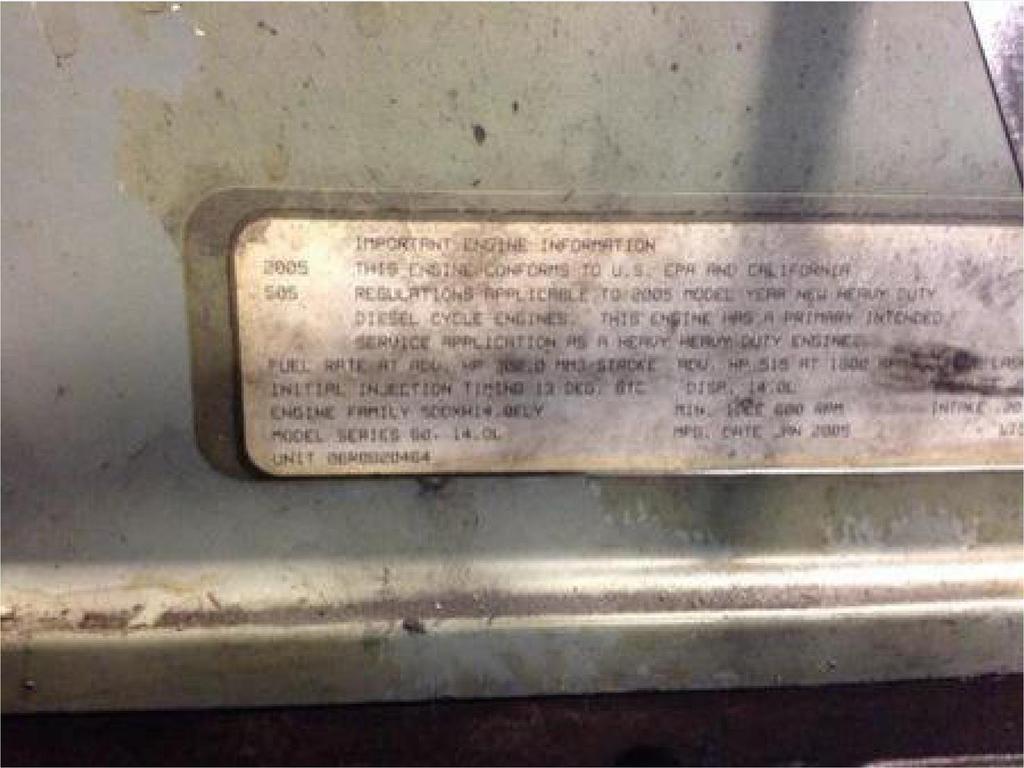 IMPORTANT ENGINE INFORMATION
2005 THIS ENGINE CONFORMS TO U.S. EPA AND CALIFORNIA
505 REGULATIONS APPLICABLE TO 2005 MODEL YEAR NEW HEAVY DUTY
DIESEL CYCLE ENGINES. THIS ENGINE HAS A PRIMARY INTENDED
SERVICE APPLICATION AS A HEAVY HEAVY DUTY ENGINE.
FUEL RATE AT ADV. HP MM3 STROKE ADV. HP 515 AT 1800
INITIAL INJECTION TIMING 13 DEG. BTC DISP. 14.0L
ENGINE FAMILY 5DDXH14.0ELY MIN. IDLE 600 RPM INTAKE .00
MODEL SERIES 60, 14.0L MFG. DATE JAN 2005
UNIT 06R0820464